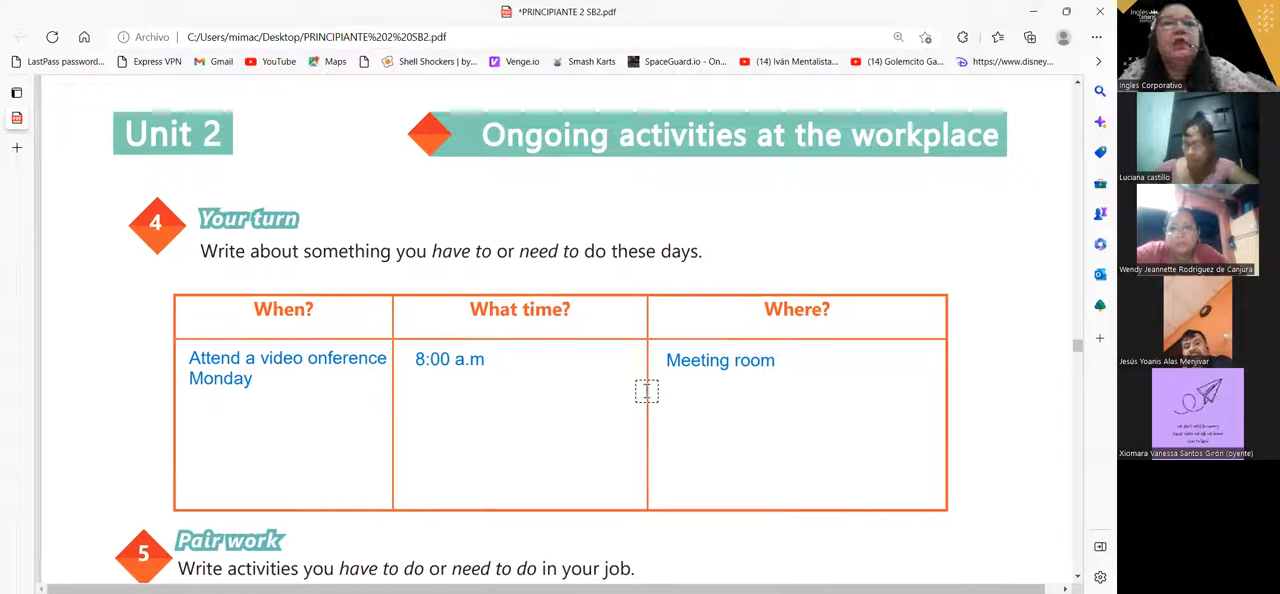 *PRINCIPIANTE 2 SB2.pdf
Archivo
C:/Users/mimac/Desktop/PRINCIPIANTE%202%20SB2.pdf
LastPass password...
Express VPN
Gmail
YouTube
Maps
Shell Shockers | by...
Venge.io
Smash Karts
SpaceGuard.io - On...
(14) Iván Mentalista...
(14) Golemcito Ga...
https://www.disney...
Unit 2
Ongoing activities at the workplace
4
Your turn
Write about something you have to or need to do these days.
When?
What time?
Where?
Attend a video onference
Monday
8:00 a.m
Meeting room
5
Pair work
Write activities you have to do or need to do in your job.
Ingles Corporativo
Luciana castillo
Wendy Jeannette Rodriguez de Canjura
Jesús Yoanis Alas Menjivar
Xiomara Vanessa Santos Girón (oyente)